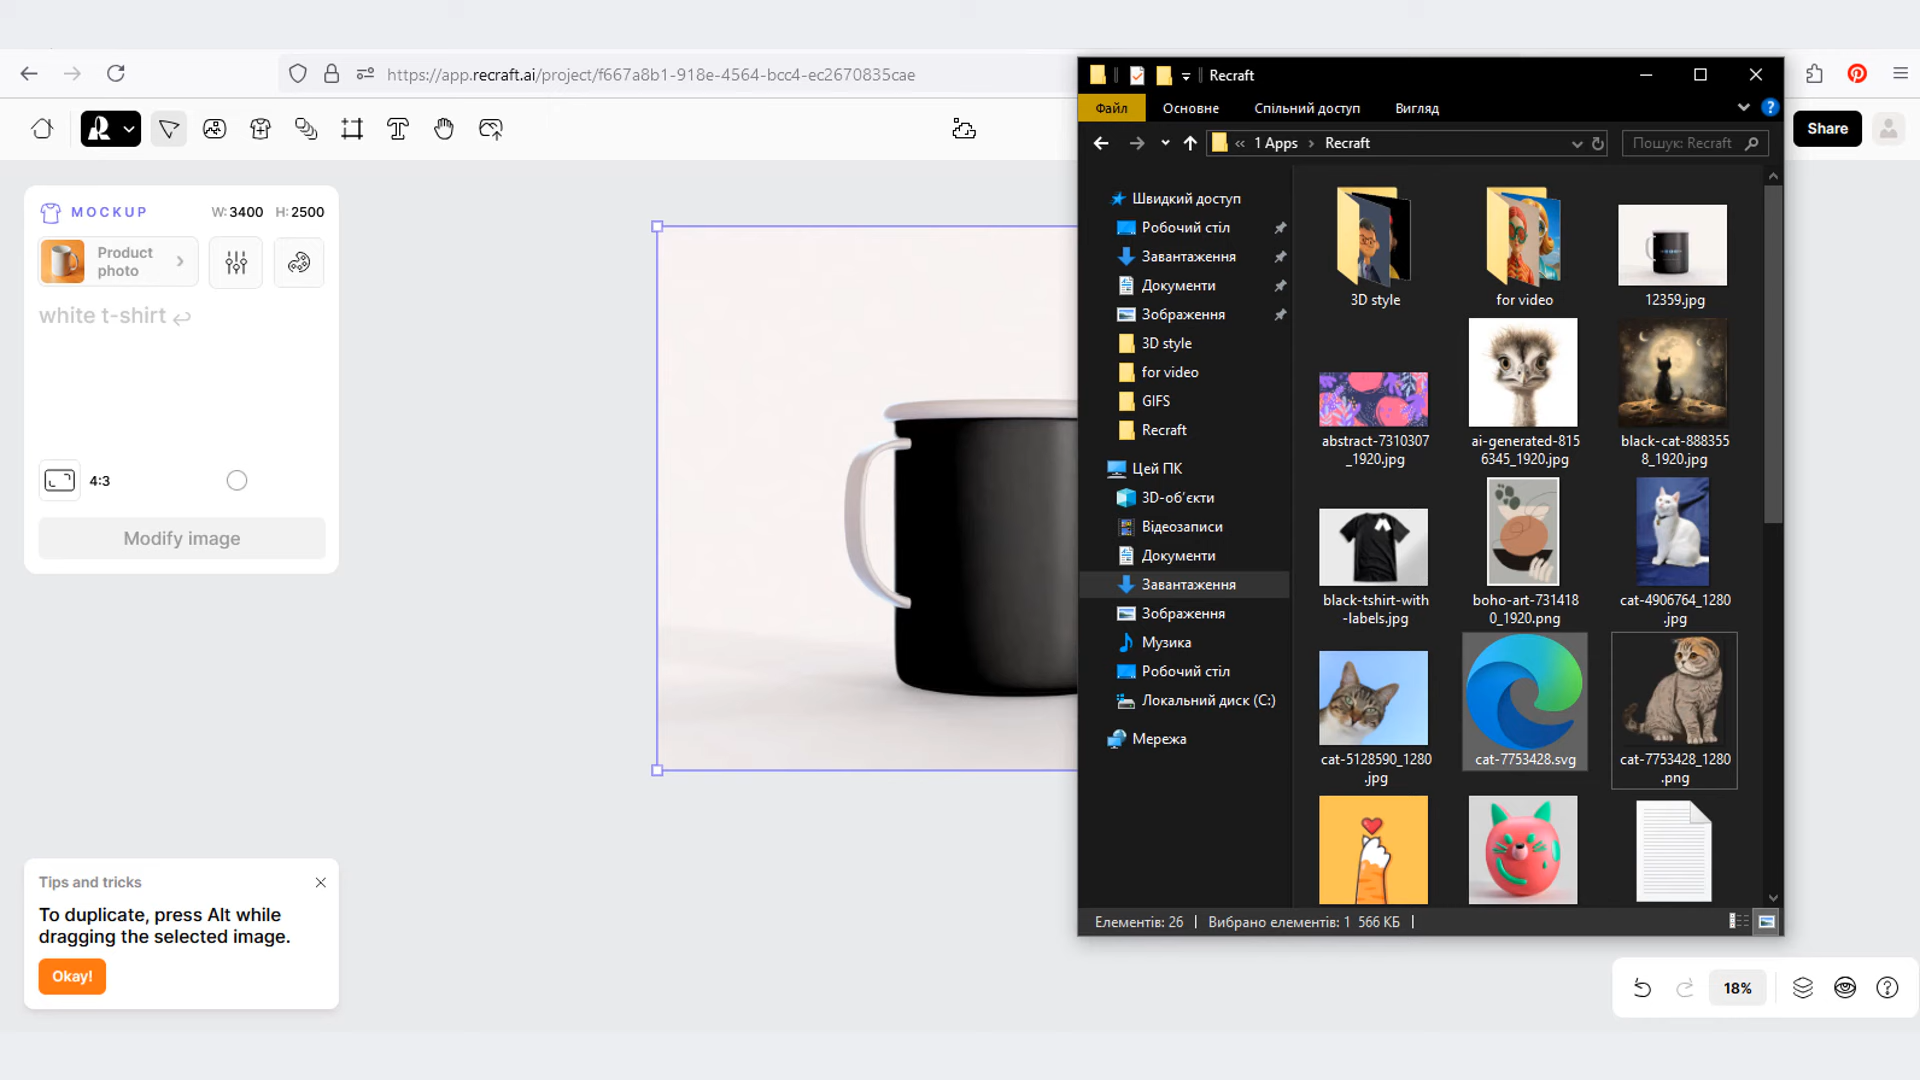 https://app.recraft.ai/project/f667a8b1-918e-4564-bcc4-ec2670835cae
Share
MOCKUP
W: 3400 H: 2500
Product
photo
white t-shirt
4:3
Modify image
Tips and tricks
To duplicate, press Alt while
dragging the selected image.
Okay!
18%
Recraft
Файл Основне Спільний доступ Вигляд
« 1 Apps › Recraft
Пошук: Recraft
Швидкий доступ
Робочий стіл
Завантаження
Документи
Зображення
3D style
for video
GIFS
Recraft
Цей ПК
3D-об'єкти
Відеозаписи
Документи
Завантаження
Зображення
Музика
Робочий стіл
Локальний диск (C:)
Мережа
3D style
for video
12359.jpg
abstract-7310307
_1920.jpg
ai-generated-815
6345_1920.jpg
black-cat-888355
8_1920.jpg
black-tshirt-with
-labels.jpg
boho-art-731418
0_1920.png
cat-4906764_1280
.jpg
cat-5128590_1280
.jpg
cat-7753428.svg
cat-7753428_1280
.png
Елементів: 26
Вибрано елементів: 1 566 КБ